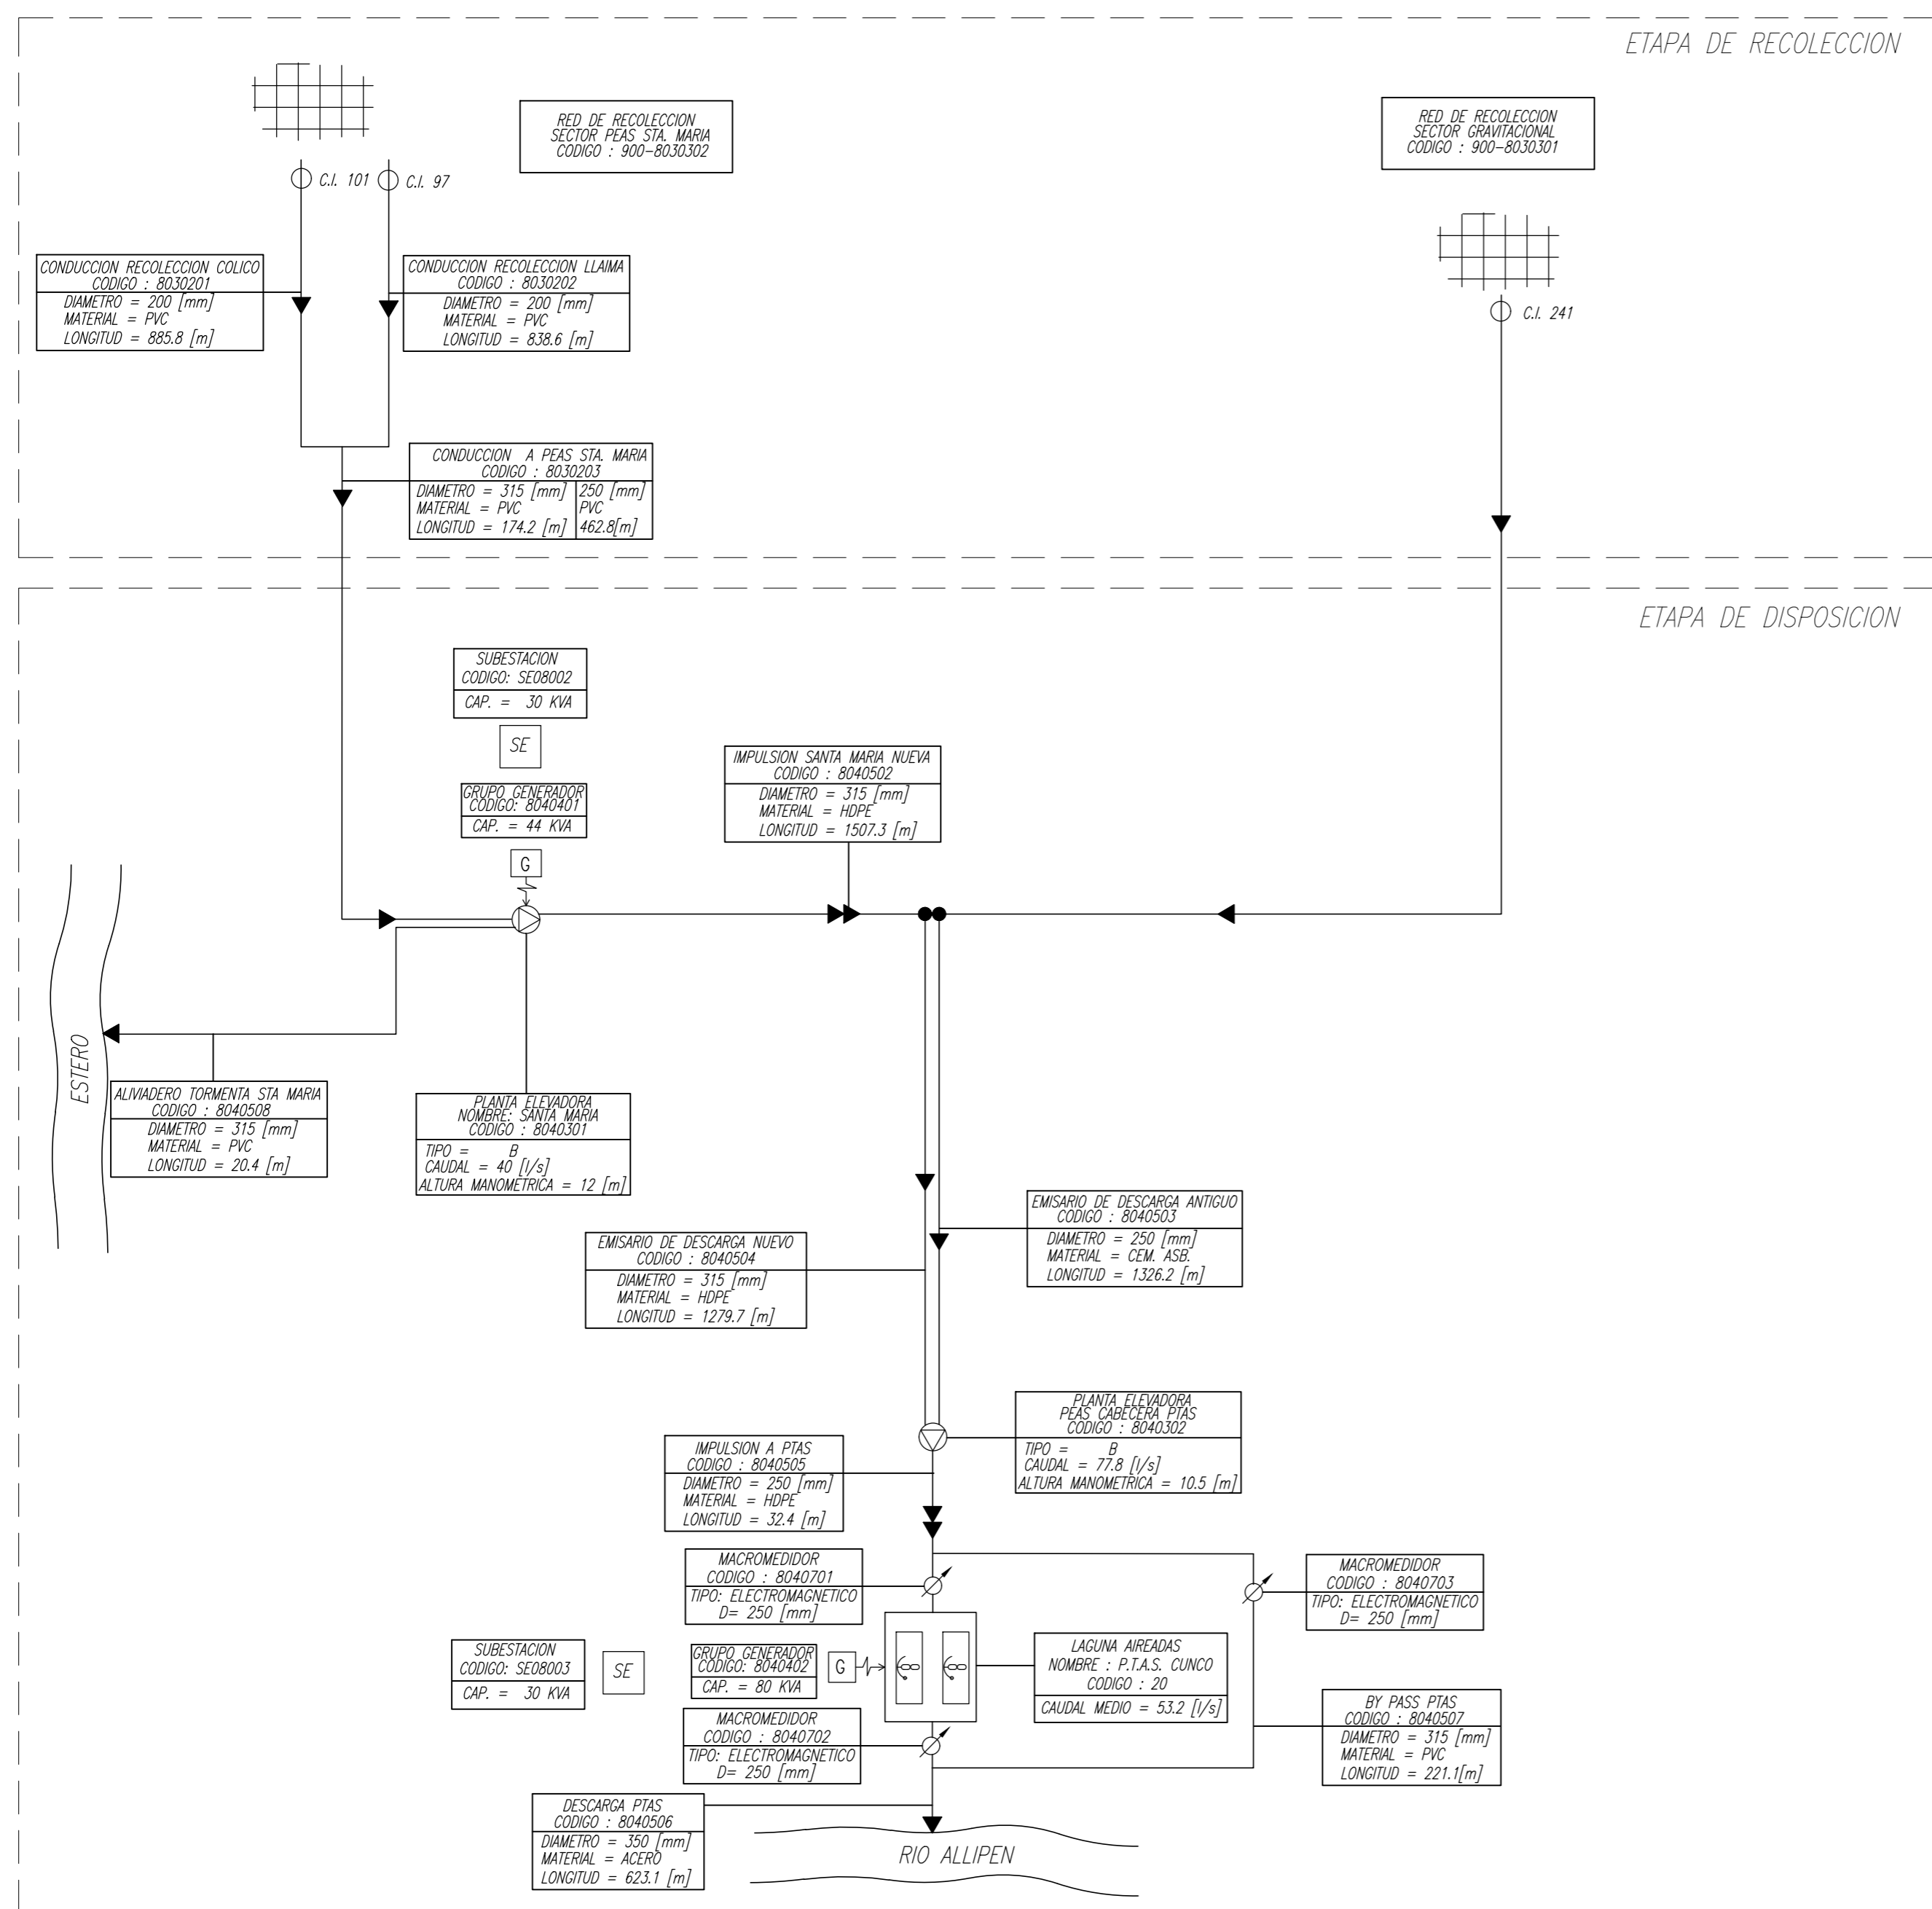 ETAPA DE RECOLECCION
RED DE RECOLECCION
SECTOR PEAS STA. MARIA
CODIGO : 900-8030302
RED DE RECOLECCION
SECTOR GRAVITACIONAL
CODIGO : 900-8030301
C.I. 101
C.I. 97
C.I. 241
CONDUCCION RECOLECCION COLICO
CODIGO : 8030201
DIAMETRO = 200 [mm]
MATERIAL = PVC
LONGITUD = 885.8 [m]
CONDUCCION RECOLECCION LLAIMA
CODIGO : 8030202
DIAMETRO = 200 [mm]
MATERIAL = PVC
LONGITUD = 838.6 [m]
CONDUCCION A PEAS STA. MARIA
CODIGO : 8030203
DIAMETRO = 315 [mm] 250 [mm]
MATERIAL = PVC PVC
LONGITUD = 174.2 [m] 462.8[m]
ETAPA DE DISPOSICION
SUBESTACION
CODIGO: SE08002
CAP. = 30 KVA
SE
GRUPO GENERADOR
CODIGO: 8040401
CAP. = 44 KVA
G
IMPULSION SANTA MARIA NUEVA
CODIGO : 8040502
DIAMETRO = 315 [mm]
MATERIAL = HDPE
LONGITUD = 1507.3 [m]
ESTERO
ALIVIADERO TORMENTA STA MARIA
CODIGO : 8040508
DIAMETRO = 315 [mm]
MATERIAL = PVC
LONGITUD = 20.4 [m]
PLANTA ELEVADORA
NOMBRE: SANTA MARIA
CODIGO : 8040301
TIPO = B
CAUDAL = 40 [l/s]
ALTURA MANOMETRICA = 12 [m]
EMISARIO DE DESCARGA ANTIGUO
CODIGO : 8040503
DIAMETRO = 250 [mm]
MATERIAL = CEM. ASB.
LONGITUD = 1326.2 [m]
EMISARIO DE DESCARGA NUEVO
CODIGO : 8040504
DIAMETRO = 315 [mm]
MATERIAL = HDPE
LONGITUD = 1279.7 [m]
PLANTA ELEVADORA
PEAS CABECERA PTAS
CODIGO : 8040302
TIPO = B
CAUDAL = 77.8 [l/s]
ALTURA MANOMETRICA = 10.5 [m]
IMPULSION A PTAS
CODIGO : 8040505
DIAMETRO = 250 [mm]
MATERIAL = HDPE
LONGITUD = 32.4 [m]
MACROMEDIDOR
CODIGO : 8040701
TIPO: ELECTROMAGNETICO
D= 250 [mm]
MACROMEDIDOR
CODIGO : 8040703
TIPO: ELECTROMAGNETICO
D= 250 [mm]
SUBESTACION
CODIGO: SE08003
CAP. = 30 KVA
SE
GRUPO GENERADOR
CODIGO: 8040402
CAP. = 80 KVA
G
LAGUNA AIREADAS
NOMBRE : P.T.A.S. CUNCO
CODIGO : 20
CAUDAL MEDIO = 53.2 [l/s]
MACROMEDIDOR
CODIGO : 8040702
TIPO: ELECTROMAGNETICO
D= 250 [mm]
BY PASS PTAS
CODIGO : 8040507
DIAMETRO = 315 [mm]
MATERIAL = PVC
LONGITUD = 221.1[m]
DESCARGA PTAS
CODIGO : 8040506
DIAMETRO = 350 [mm]
MATERIAL = ACERO
LONGITUD = 623.1 [m]
RIO ALLIPEN